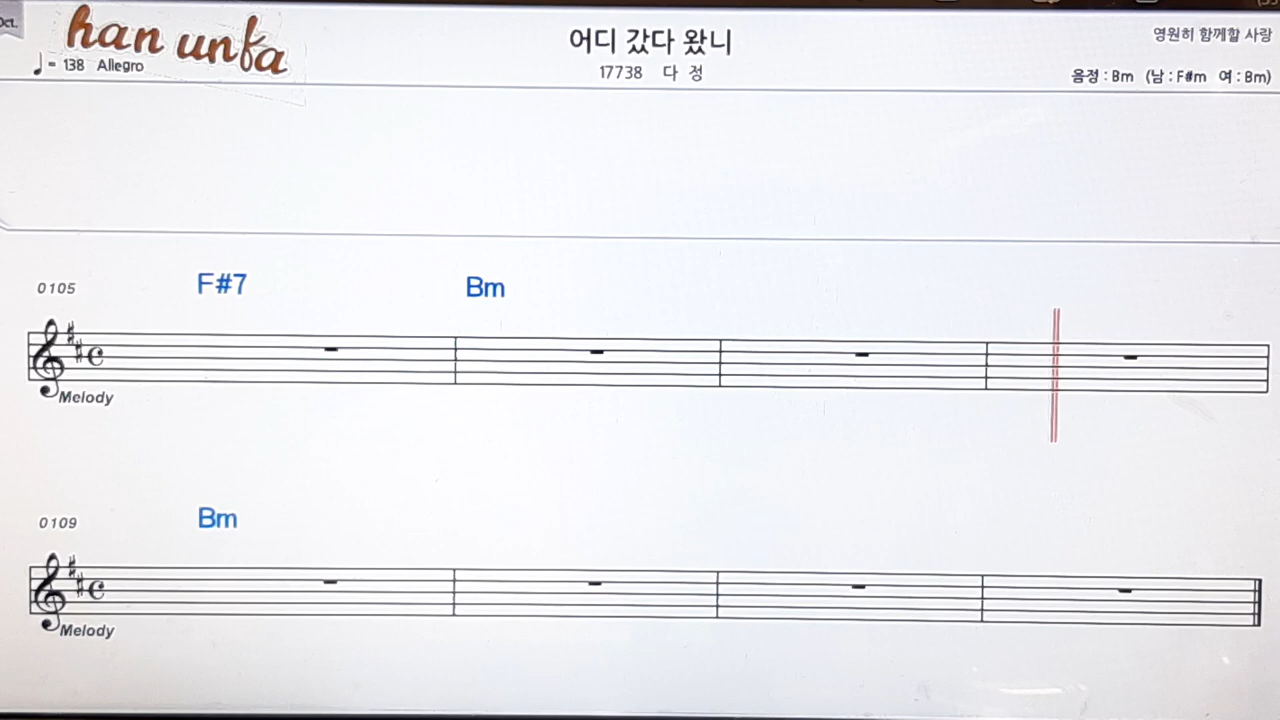 Oct.
han unfa
♩= 138 Allegro
어디 갔다 왔니
17738 다 정
영원히 함께할 사랑
음정 : Bm (남 : F#m 여 : Bm)
0105 F#7 Bm
Melody
0109 Bm
Melody